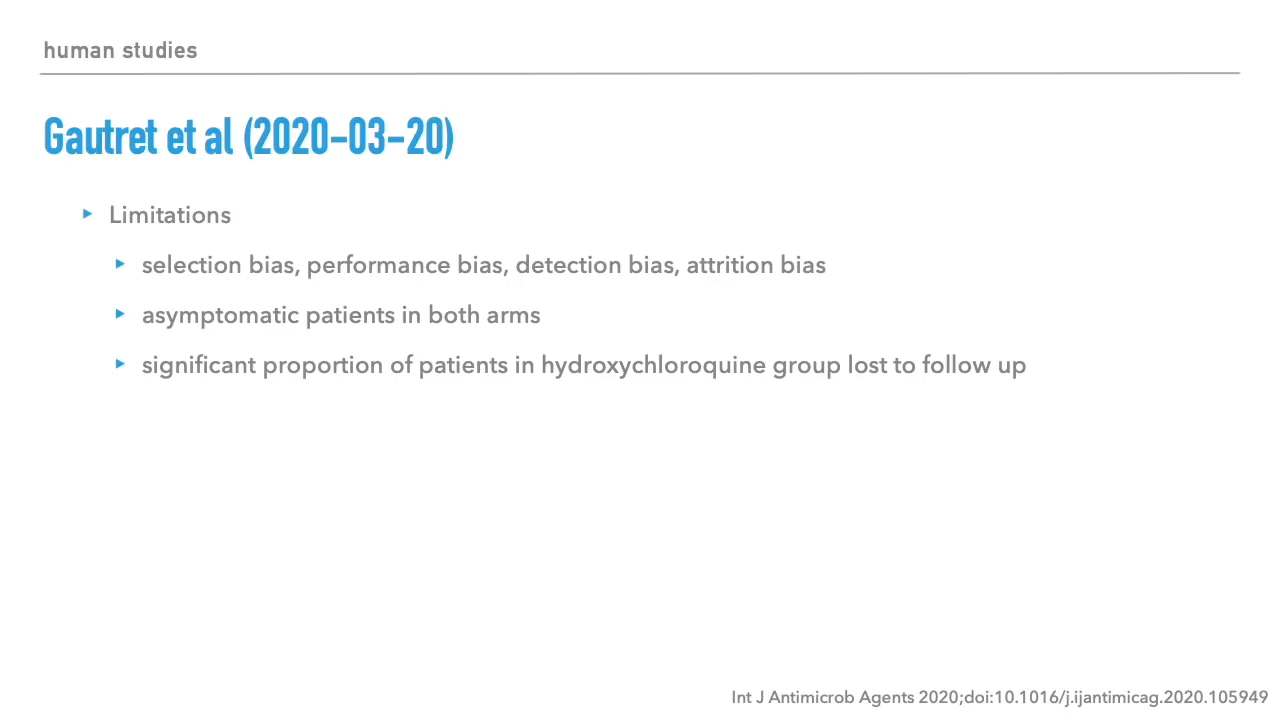 human studies
Gautret et al (2020-03-20)
Limitations
selection bias, performance bias, detection bias, attrition bias
asymptomatic patients in both arms
significant proportion of patients in hydroxychloroquine group lost to follow up
Int J Antimicrob Agents 2020;doi:10.1016/j.ijantimicag.2020.105949